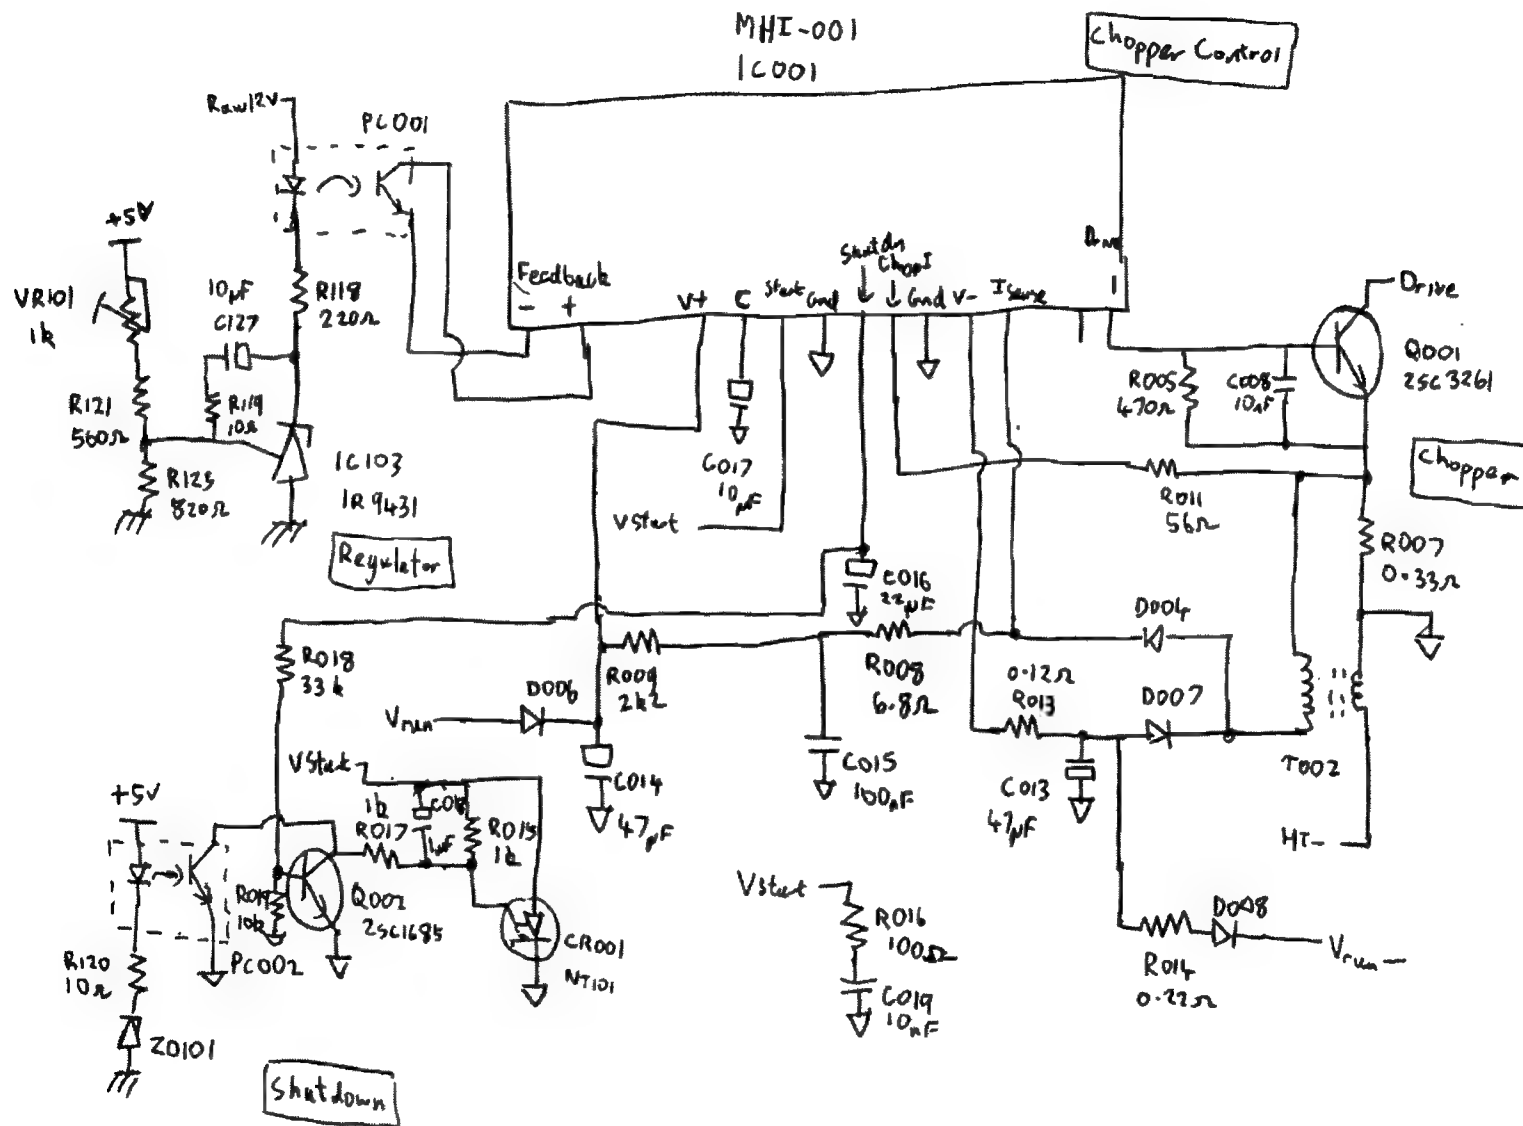 MHI-001
IC001
Chopper Control
Raw12V
PC001
+5V
VR101
1k
10µF
C127
R118
220Ω
R121
560Ω
R119
10Ω
R125
820Ω
IC103
IR9431
Regulator
Feedback
- +
V+
C
Start
Gnd
Shutdn
ChopI
Gnd
V-
I Sense
Drive
Drive
Q001
2SC3261
R005
470Ω
C008
10nF
Chopper
C017
10µF
Vstart
R011
56Ω
R007
0.33Ω
C016
22µF
D004
R018
33k
R009
2k2
R008
6.8Ω
0.12Ω
R013
D007
D006
Vrun
C014
47µF
C015
100nF
C013
47µF
T002
HT-
Vstart
+5V
1k
R017
C018
1µF
R015
1k
R019
10k
Q002
2SC1685
CR001
NT101
PC002
R120
10Ω
ZD101
Shutdown
Vstart
R016
100Ω
C019
10nF
R014
0.22Ω
D008
Vrun-